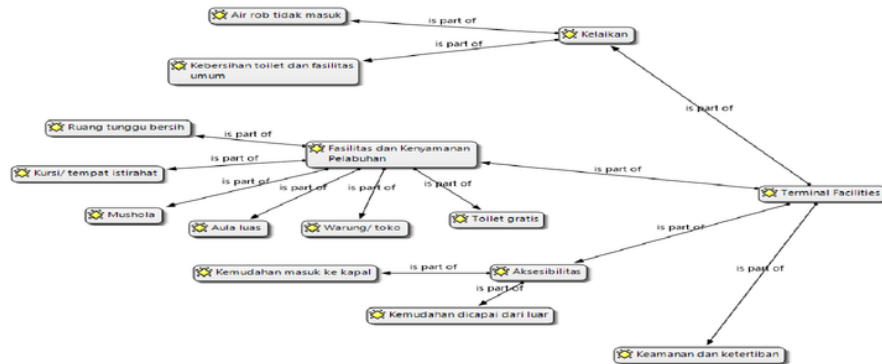 Air rob tidak masuk
is part of
Kelaikan
is part of
Kebersihan toilet dan fasilitas
umum
is part of
Ruang tunggu bersih
is part of
Fasilitas dan Kenyamanan
Pelabuhan
Kursi/ tempat istirahat
is part of
is part of
is part of
is part of
is part of
is part of
Terminal Facilities
Mushola
Aula luas
Warung/ toko
Toilet gratis
is part of
Kemudahan masuk ke kapal
is part of
Aksesibilitas
is part of
is part of
Kemudahan dicapai dari luar
Keamanan dan ketertiban